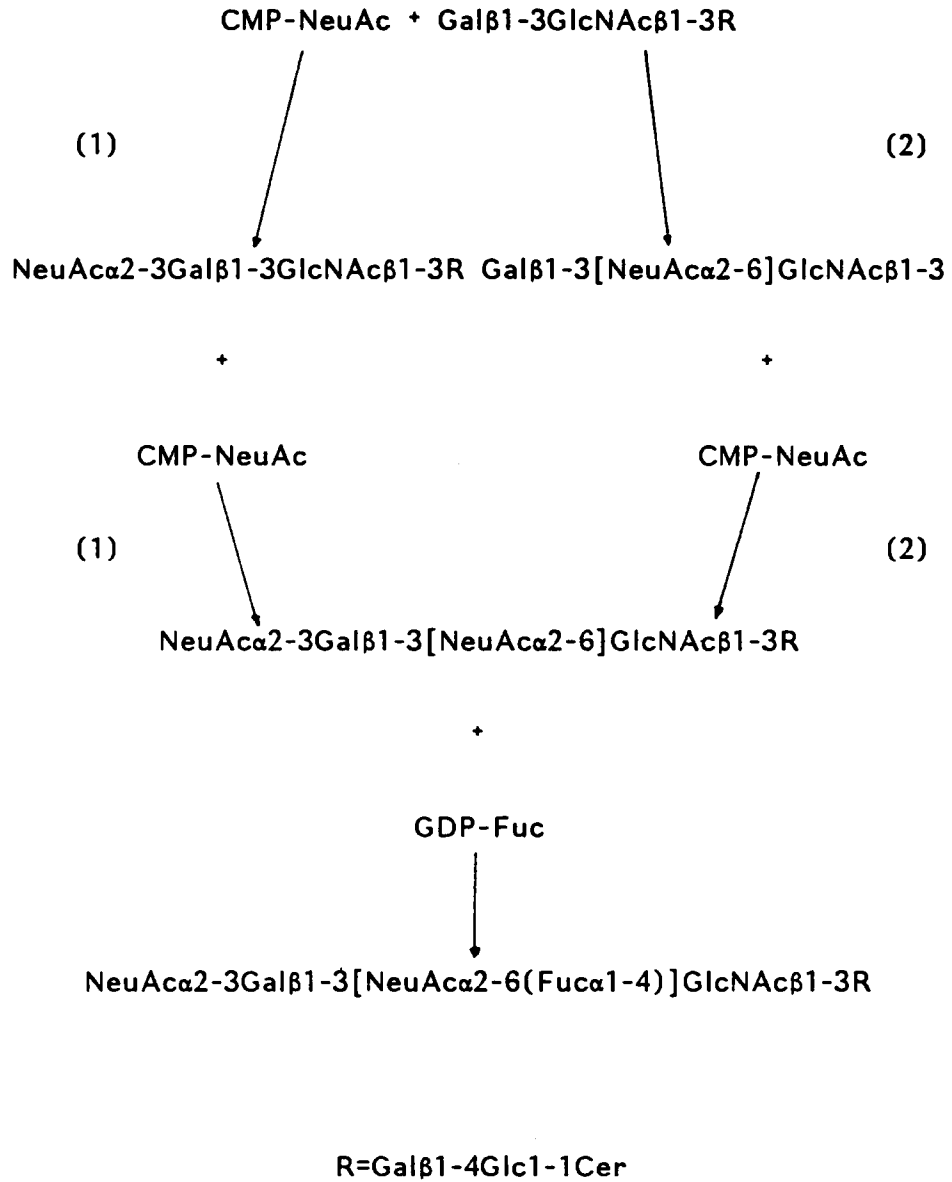 CMP-NeuAc + Galβ1-3GlcNAcβ1-3R
(1) (2)
NeuAcα2-3Galβ1-3GlcNAcβ1-3R Galβ1-3[NeuAcα2-6]GlcNAcβ1-3
+ +
CMP-NeuAc CMP-NeuAc
(1) (2)
NeuAcα2-3Galβ1-3[NeuAcα2-6]GlcNAcβ1-3R
+
GDP-Fuc
NeuAcα2-3Galβ1-3[NeuAcα2-6(Fucα1-4)]GlcNAcβ1-3R
R=Galβ1-4Glc1-1Cer